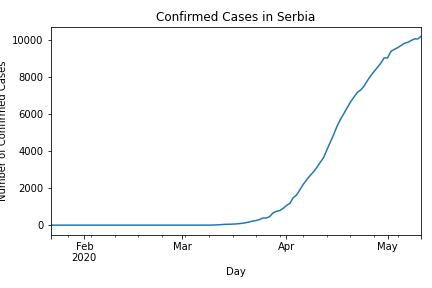 Confirmed Cases in Serbia
Number of Confirmed Cases
10000
8000
6000
4000
2000
0
Feb
2020
Mar
Apr
May
Day